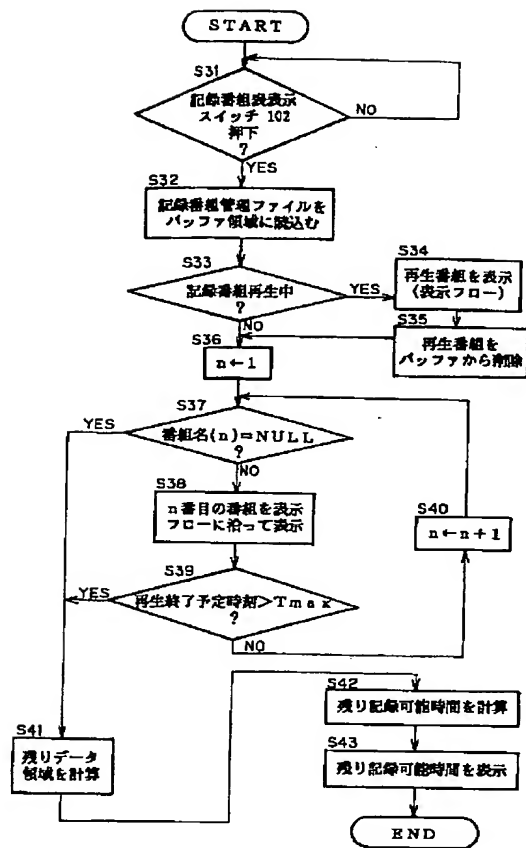 START
S31
記録番組表表示
スイッチ 102
押下
?
NO
YES
S32
記録番組管理ファイルを
バッファ領域に読込む
S33
記録番組再生中
?
YES
NO
S34
再生番組を表示
(表示フロー)
S35
再生番組を
バッファから削除
S36
n←1
S37
番組名(n)=NULL
?
YES
NO
S38
n番目の番組を表示
フローに沿って表示
S39
再生終了予定時刻>Tmax
?
YES
NO
S40
n←n+1
S41
残りデータ
領域を計算
S42
残り記録可能時間を計算
S43
残り記録可能時間を表示
END